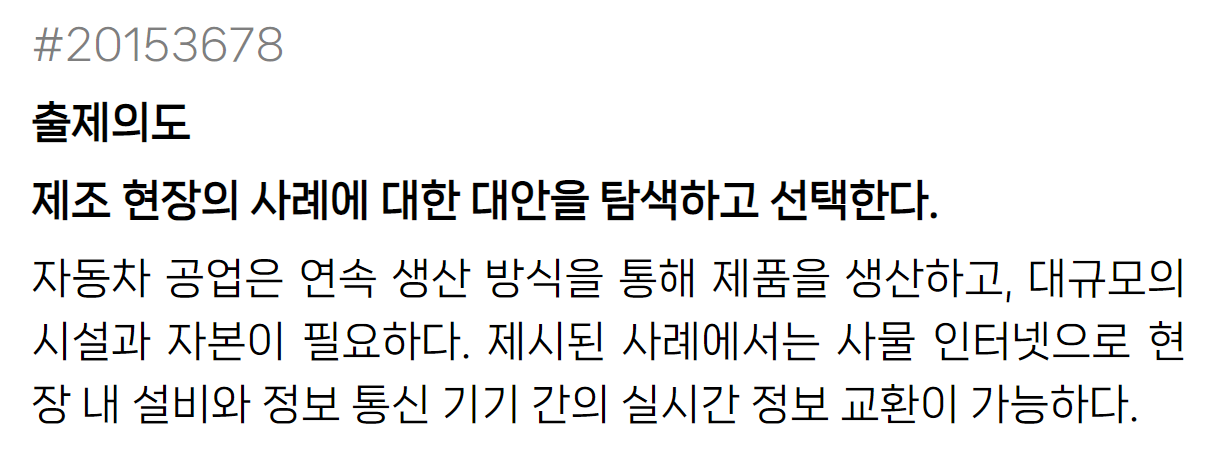 #20153678
출제의도
제조 현장의 사례에 대한 대안을 탐색하고 선택한다.
자동차 공업은 연속 생산 방식을 통해 제품을 생산하고, 대규모의
시설과 자본이 필요하다. 제시된 사례에서는 사물 인터넷으로 현
장 내 설비와 정보 통신 기기 간의 실시간 정보 교환이 가능하다.